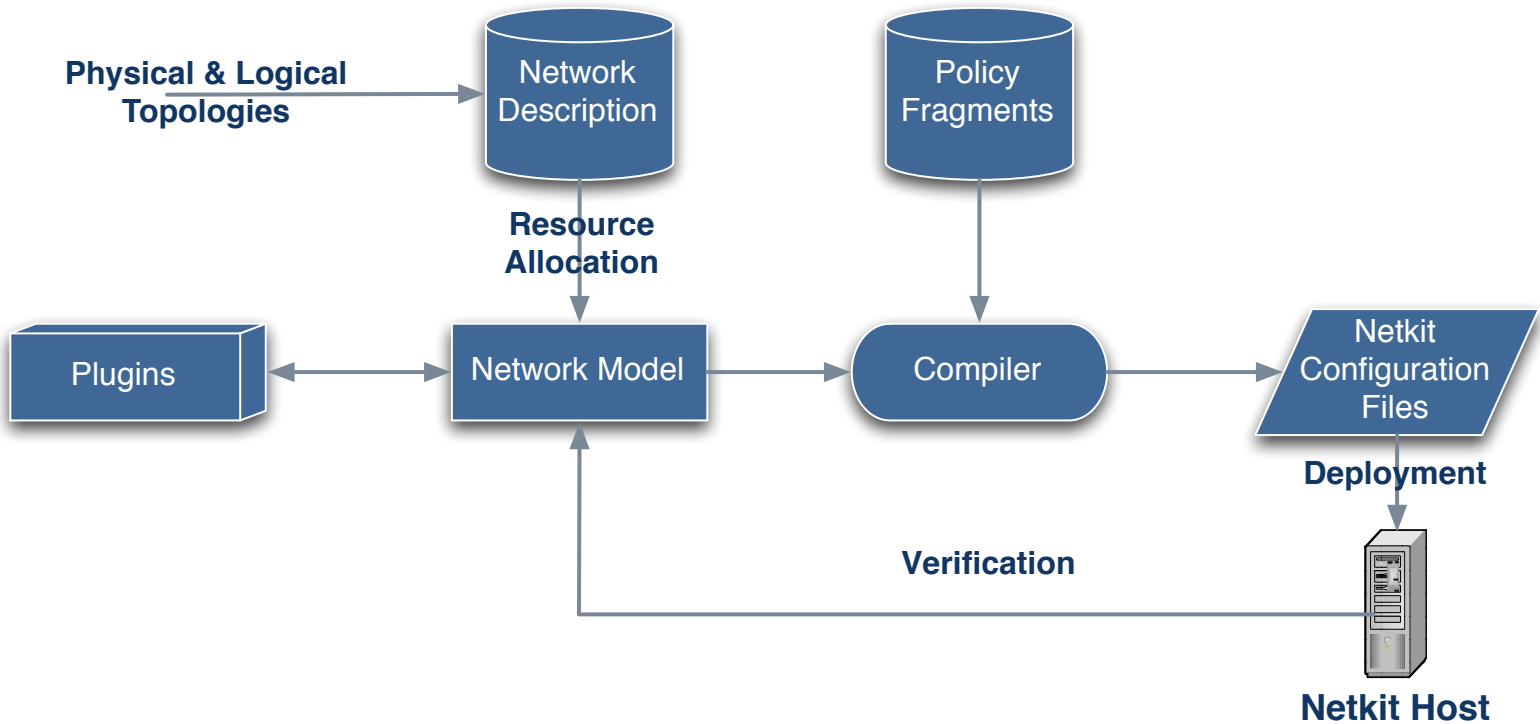 Physical & Logical
Topologies
Network
Description
Policy
Fragments
Resource
Allocation
Plugins
Network Model
Compiler
Netkit
Configuration
Files
Deployment
Verification
Netkit Host